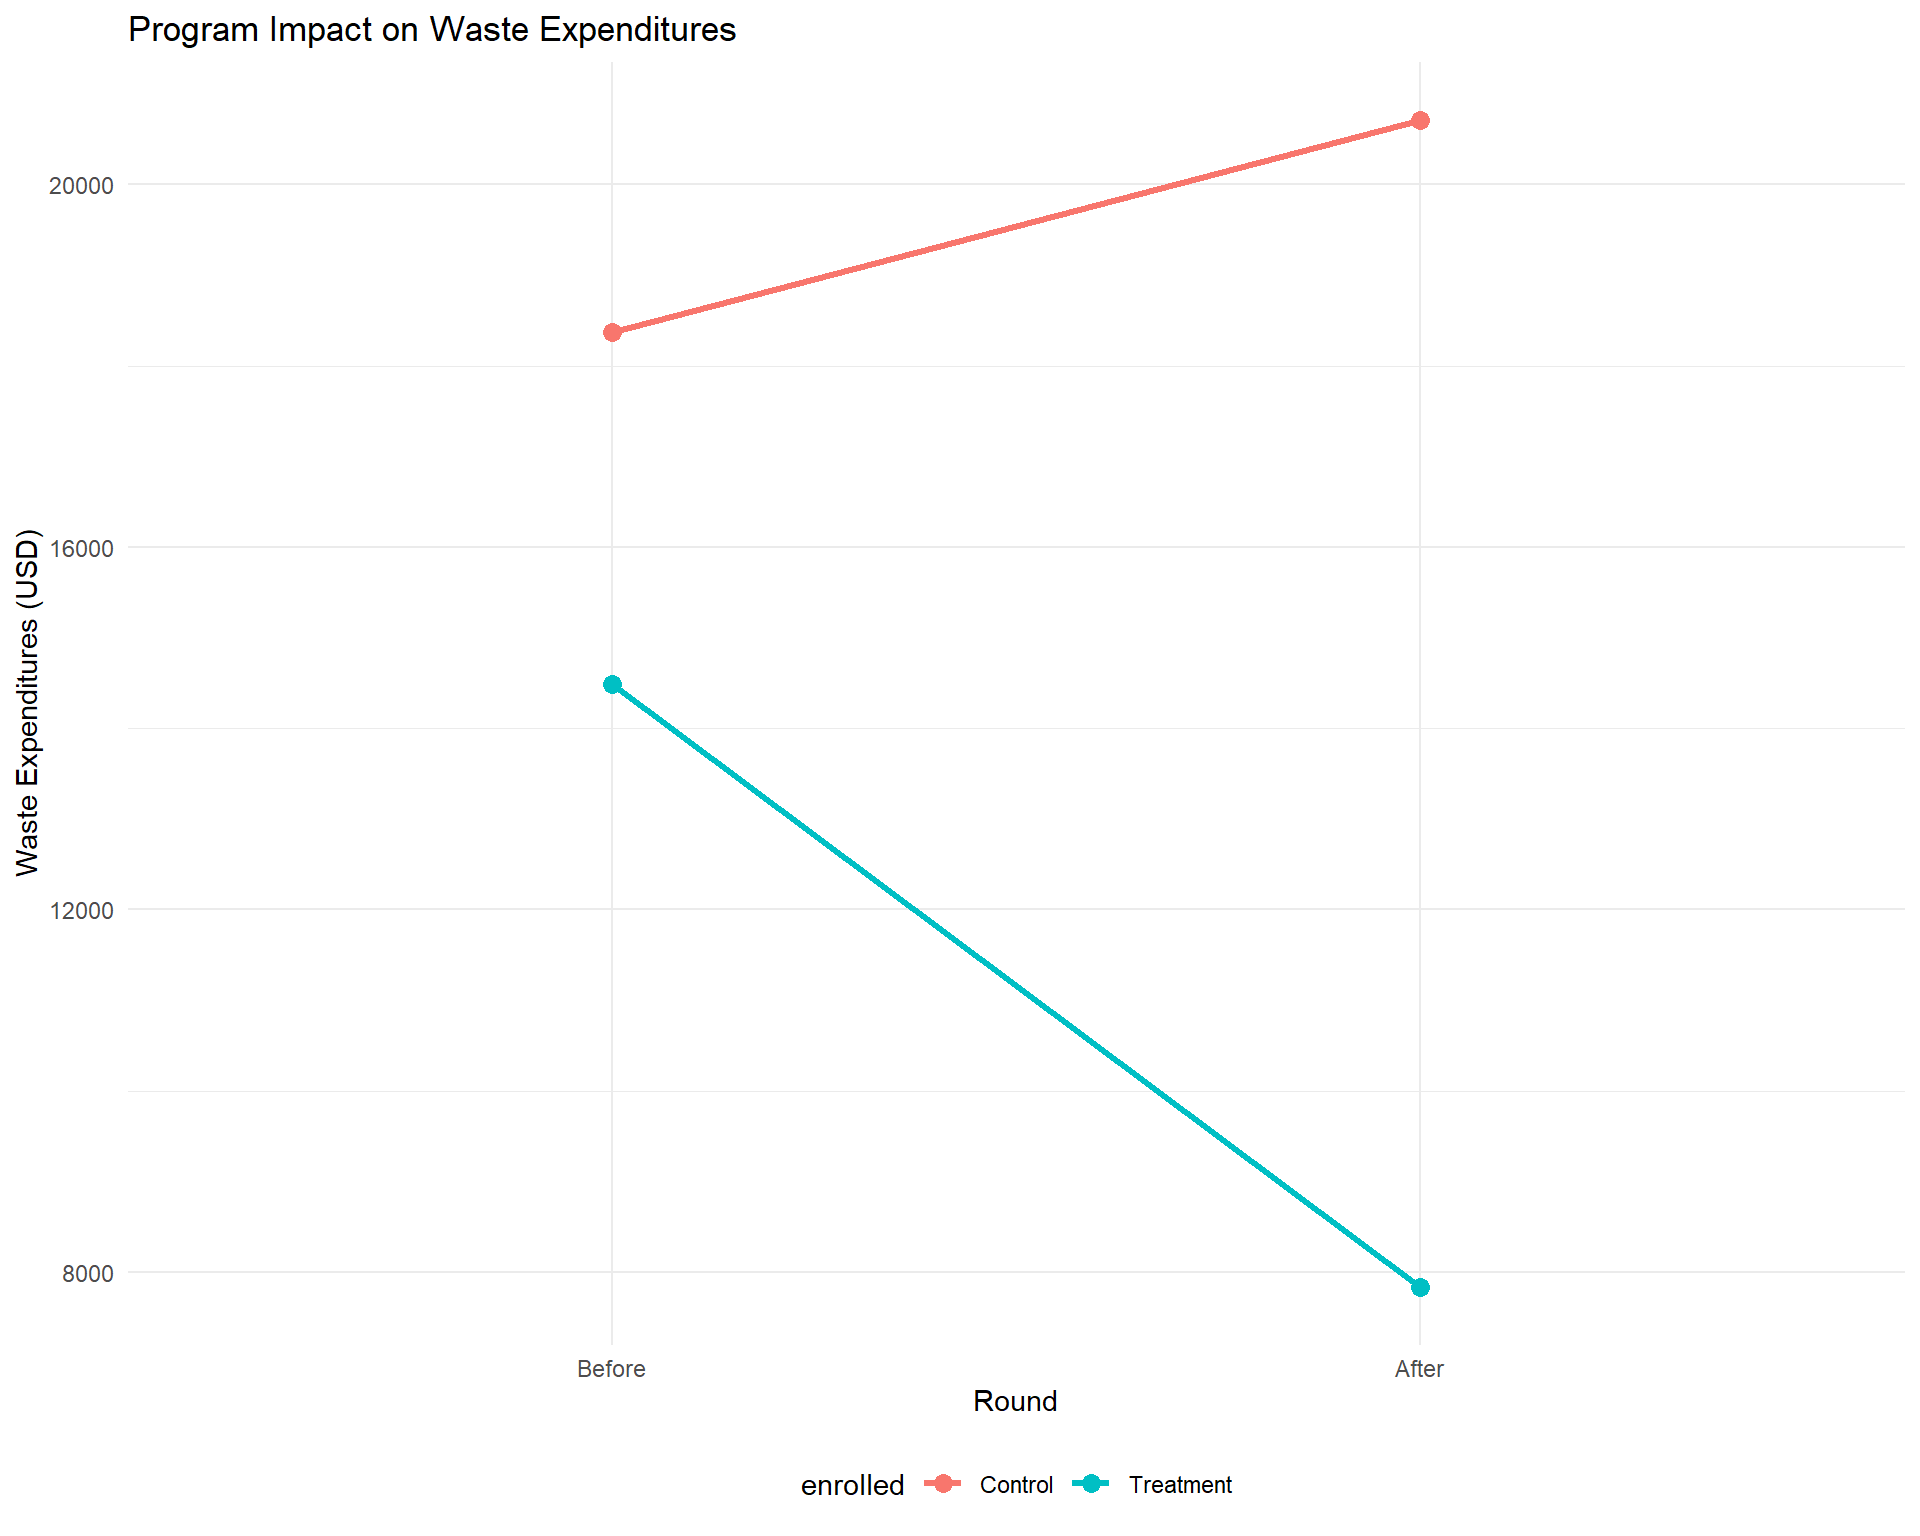 Program Impact on Waste Expenditures
Waste Expenditures (USD)
20000
16000
12000
8000
Before After
Round
enrolled Control Treatment